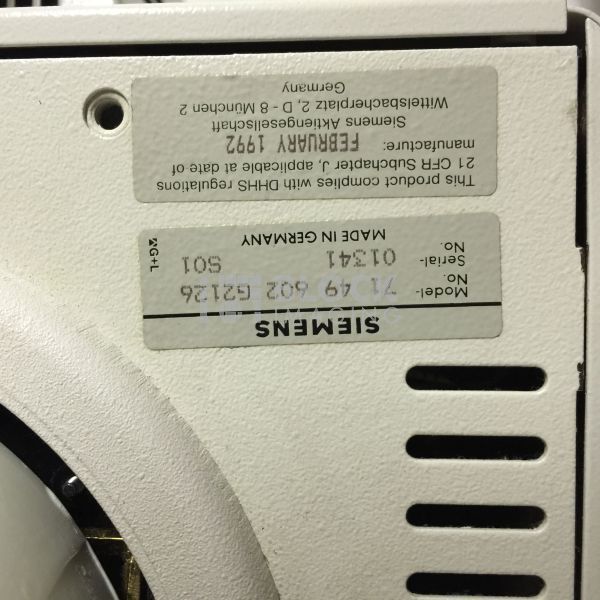 SIEMENS
Model-No. 71 49 602 G2126
Serial-No. 01341 S01
MADE IN GERMANY
G+L
This product complies with DHHS regulations
21 CFR Subchapter J, applicable at date of
manufacture: FEBRUARY 1992
Siemens Aktiengesellschaft
Wittelsbacherplatz 2, D - 8 München 2
Germany
BLOCK
IMAGING